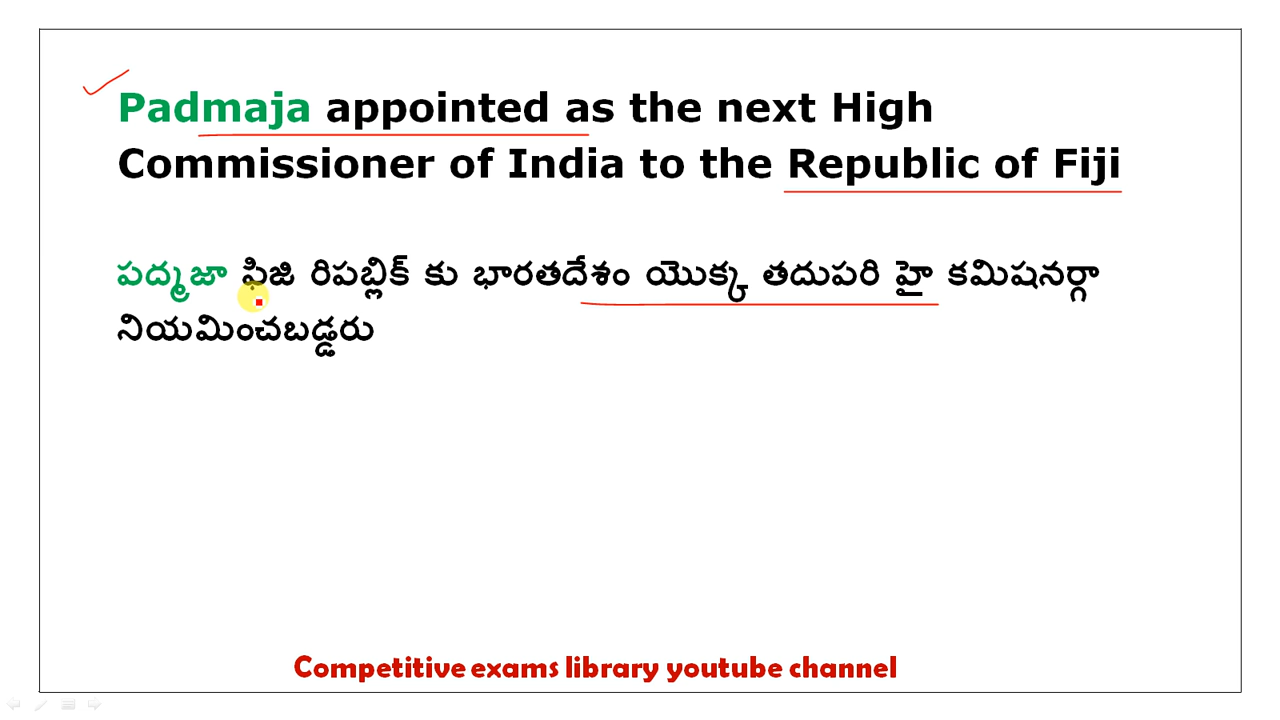 Padmaja appointed as the next High
Commissioner of India to the Republic of Fiji
పద్మజా ఫిజి రిపబ్లిక్ కు భారతదేశం యొక్క తదుపరి హై కమిషనర్గా
నియమించబడ్డరు
Competitive exams library youtube channel